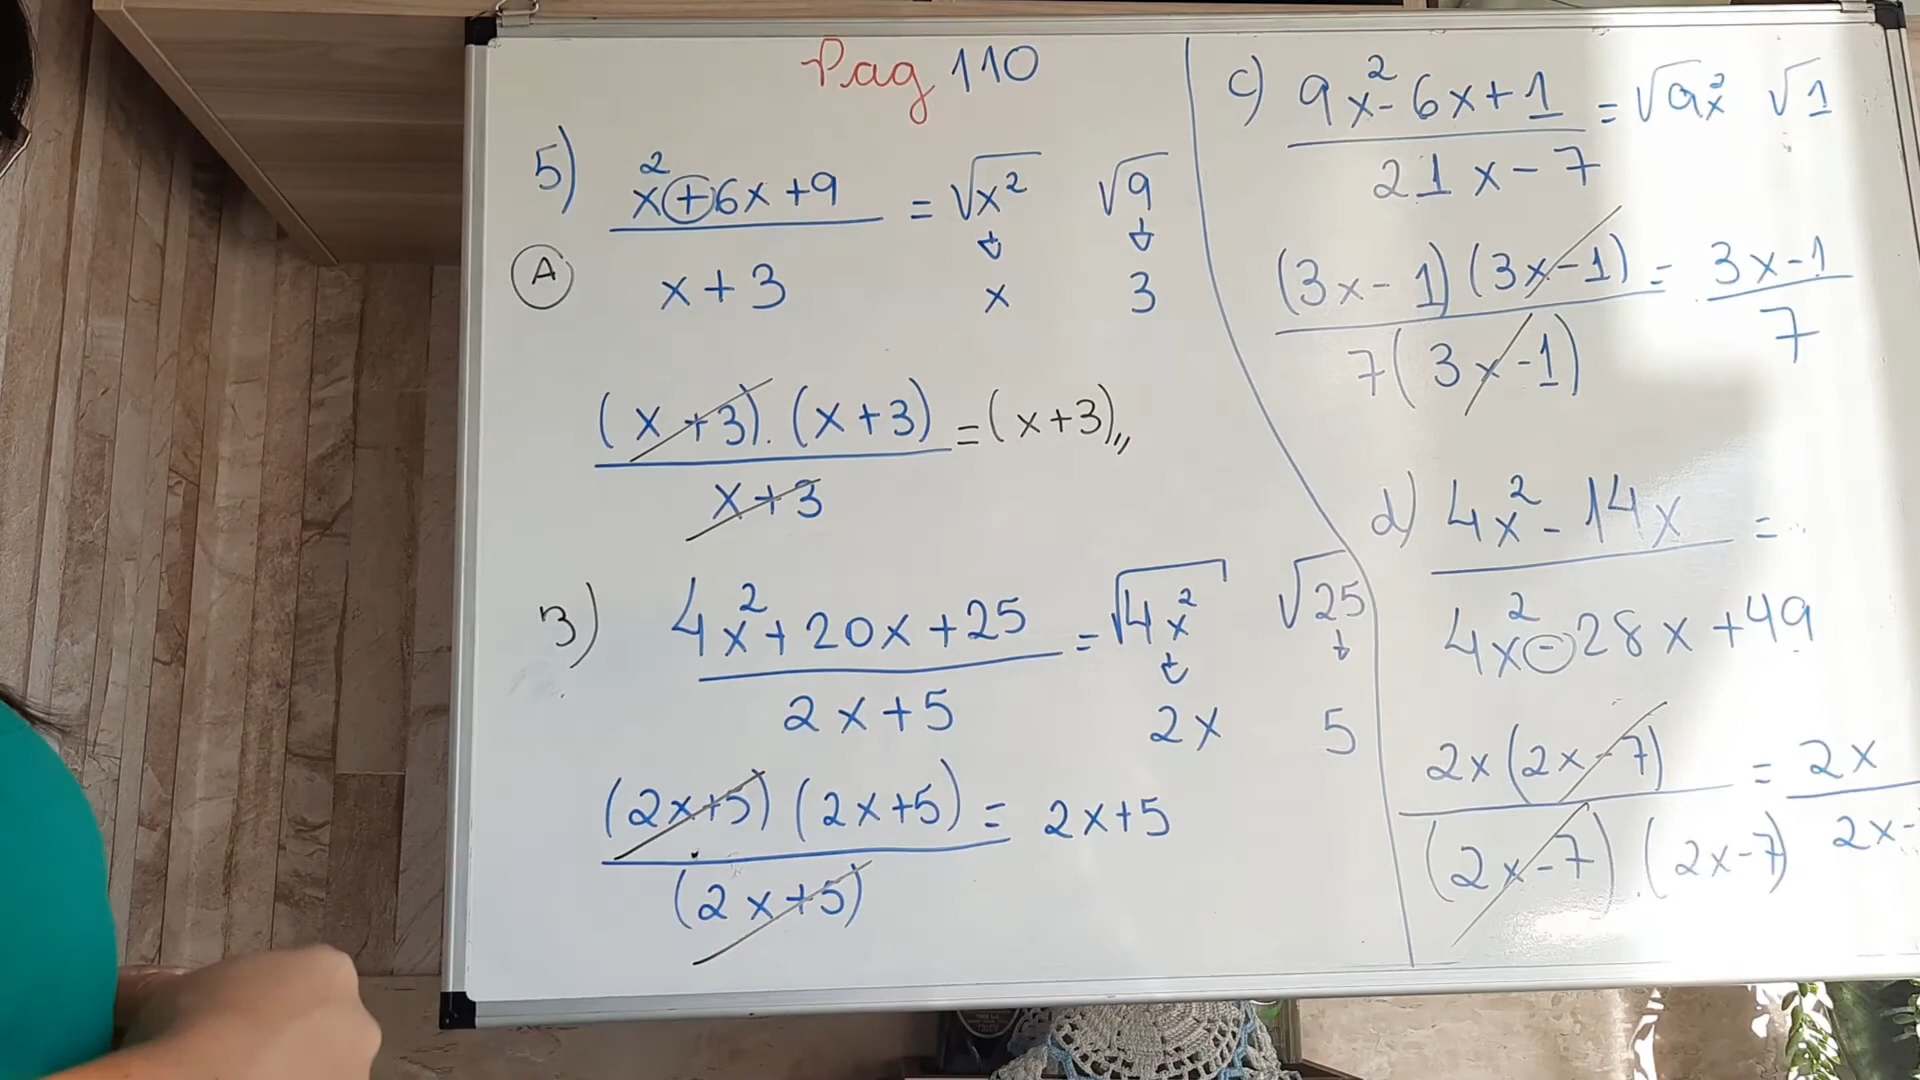 Pag 110
5) x²+6x+9 / x+3 = √x² √9
A
x 3
(x+3).(x+3) / x+3 = (x+3),,
3) 4x²+20x+25 / 2x+5 = √4x² √25
2x 5
(2x+5)(2x+5) / (2x+5) = 2x+5
c) 9x²-6x+1 / 21x-7 = √9x² √1
(3x-1)(3x-1) / 7(3x-1) = 3x-1 / 7
d) 4x²-14x / 4x²-28x+49 =
2x(2x-7) / (2x-7).(2x-7) = 2x / 2x-